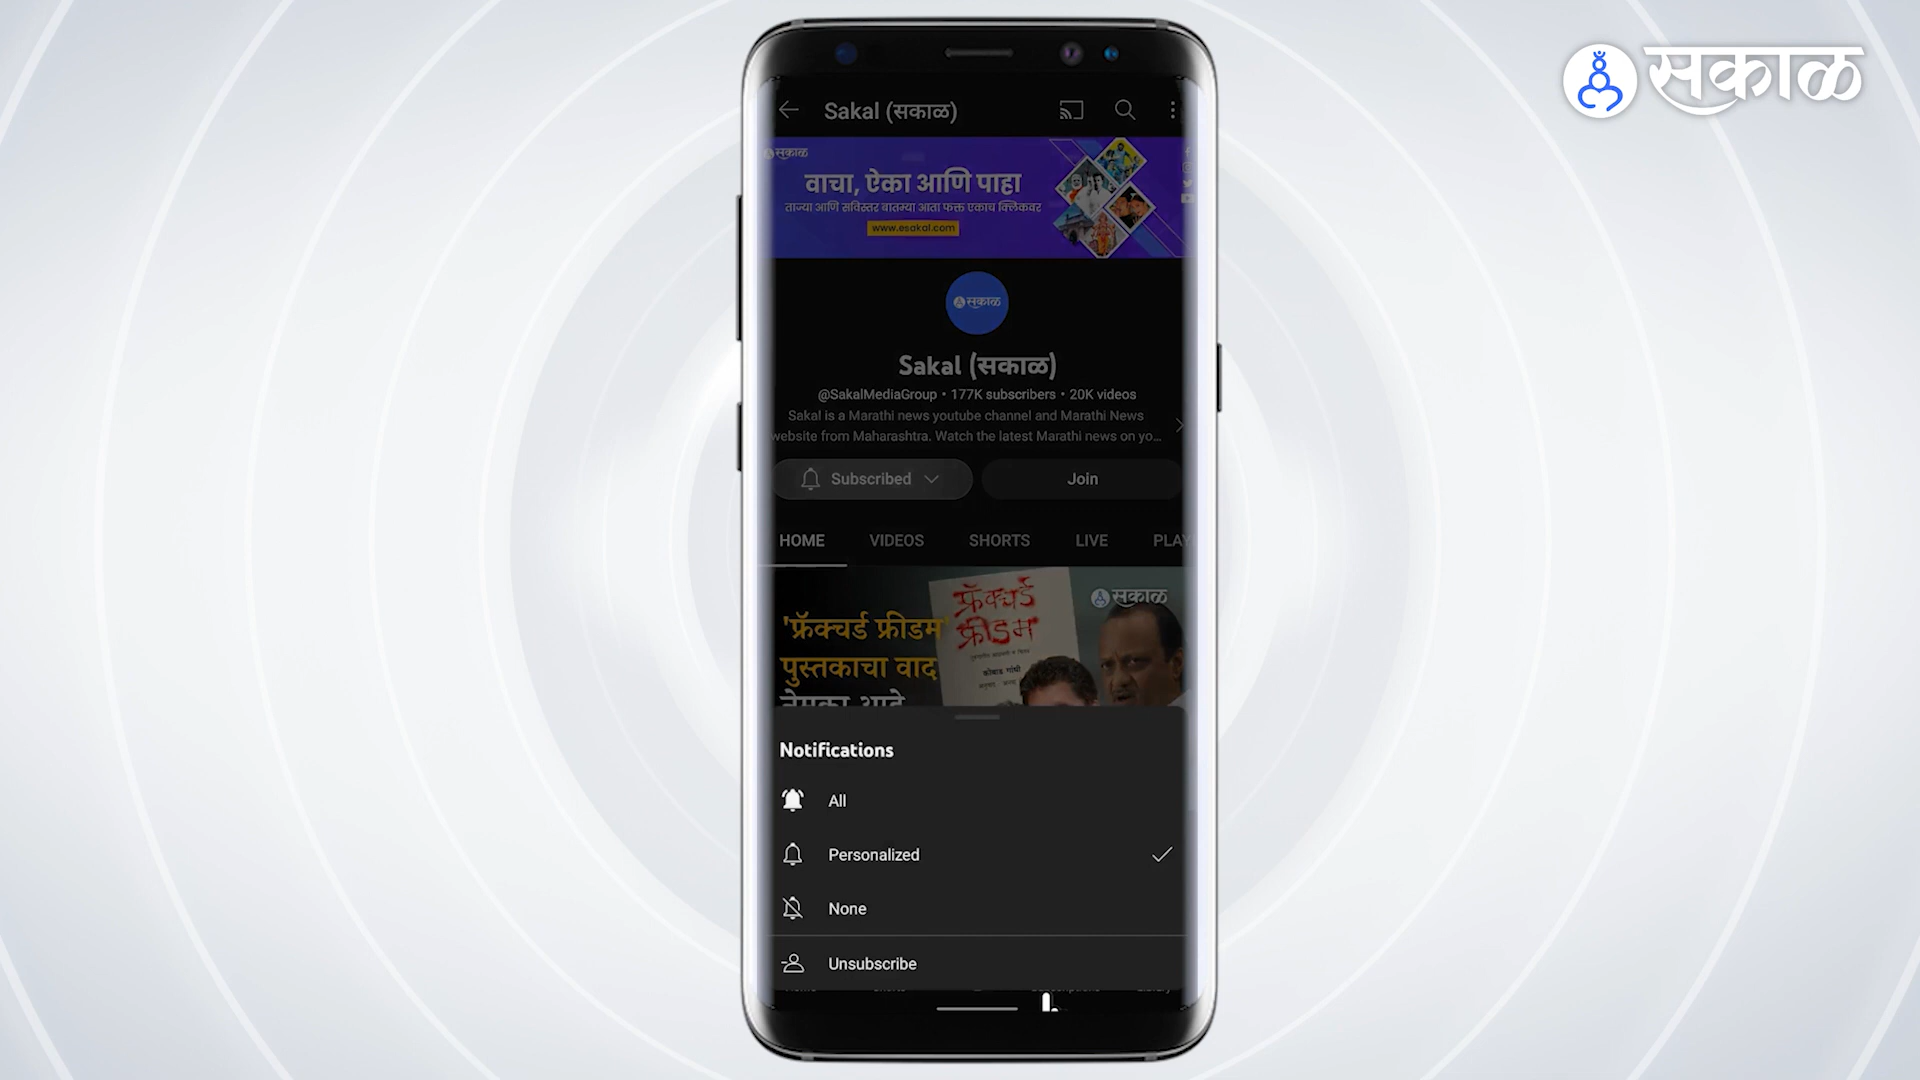 सकाळ
Sakal (सकाळ)
सकाळ
वाचा, ऐका आणि पाहा
ताज्या आणि सविस्तर बातम्या आता फक्त एकाच क्लिकवर
www.esakal.com
सकाळ
Sakal (सकाळ)
@SakalMediaGroup • 177K subscribers • 20K videos
Sakal is a Marathi news youtube channel and Marathi News
website from Maharashtra. Watch the latest Marathi news on yo...
Subscribed
Join
HOME VIDEOS SHORTS LIVE PLAY
सकाळ
फ्रॅक्चर्ड
फ्रीडम
कोबाड गांधी
'फ्रॅक्चर्ड फ्रीडम'
पुस्तकाचा वाद
नेमका आहे
Notifications
All
Personalized
None
Unsubscribe